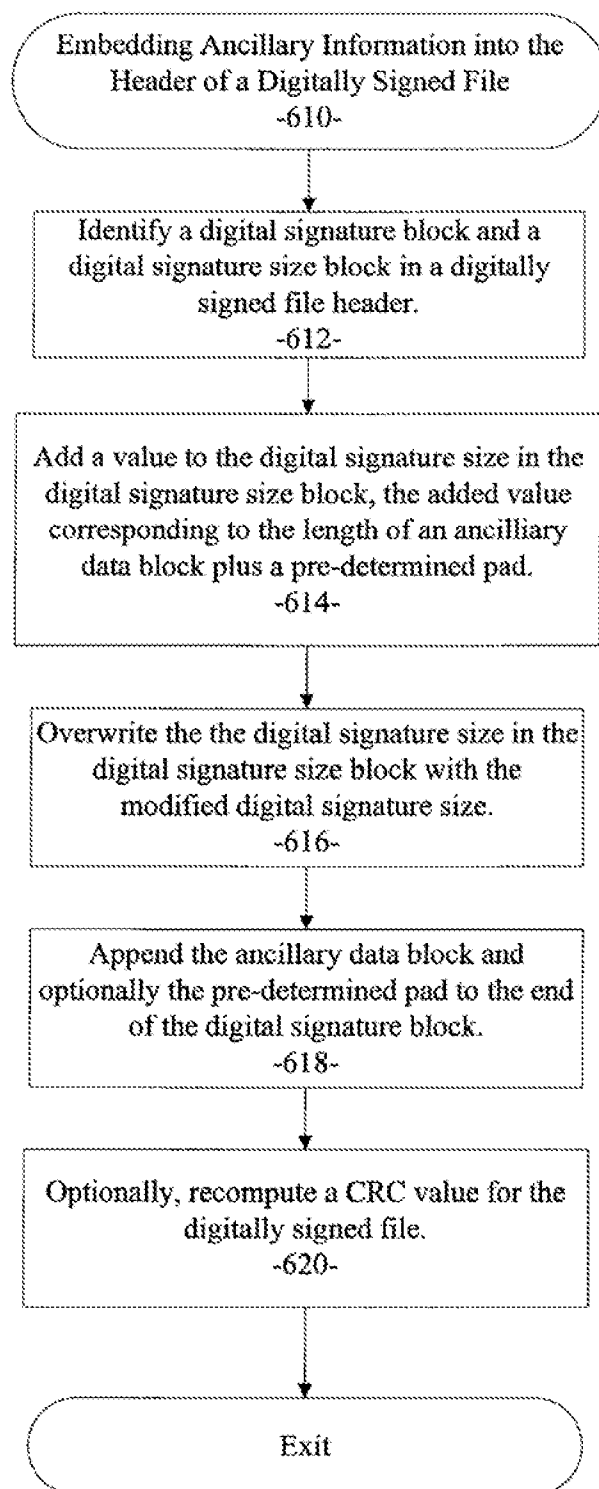 Embedding Ancillary Information into the
Header of a Digitally Signed File
-610-
Identify a digital signature block and a
digital signature size block in a digitally
signed file header.
-612-
Add a value to the digital signature size in the
digital signature size block, the added value
corresponding to the length of an ancilliary
data block plus a pre-determined pad.
-614-
Overwrite the the digital signature size in the
digital signature size block with the
modified digital signature size.
-616-
Append the ancillary data block and
optionally the pre-determined pad to the end
of the digital signature block.
-618-
Optionally, recompute a CRC value for the
digitally signed file.
-620-
Exit